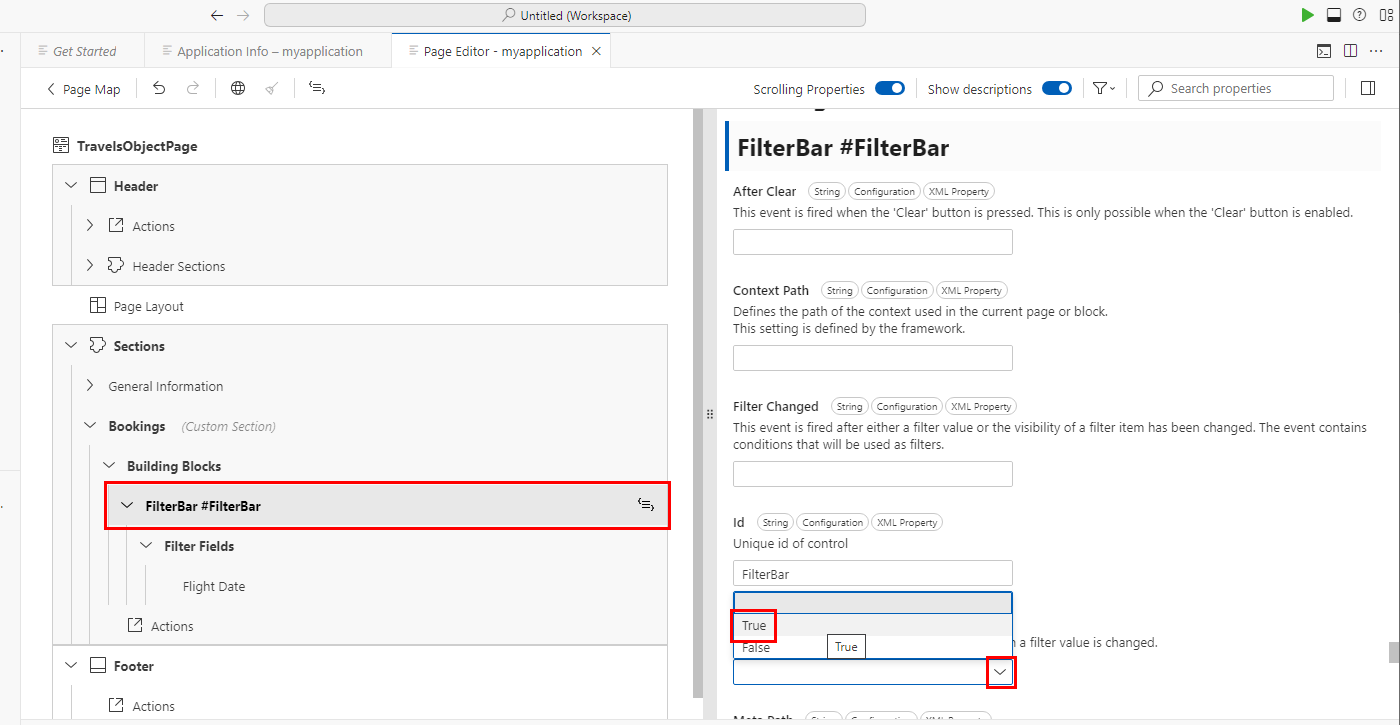 Untitled (Workspace)
Get Started
Application Info – myapplication
Page Editor - myapplication
Page Map
Scrolling Properties
Show descriptions
Search properties
TravelsObjectPage
Header
Actions
Header Sections
Page Layout
Sections
General Information
Bookings (Custom Section)
Building Blocks
FilterBar #FilterBar
Filter Fields
Flight Date
Actions
Footer
Actions
FilterBar #FilterBar
After Clear String Configuration XML Property
This event is fired when the 'Clear' button is pressed. This is only possible when the 'Clear' button is enabled.
Context Path String Configuration XML Property
Defines the path of the context used in the current page or block.
This setting is defined by the framework.
Filter Changed String Configuration XML Property
This event is fired after either a filter value or the visibility of a filter item has been changed. The event contains
conditions that will be used as filters.
Id String Configuration XML Property
Unique id of control
FilterBar
True
a filter value is changed.
False
True